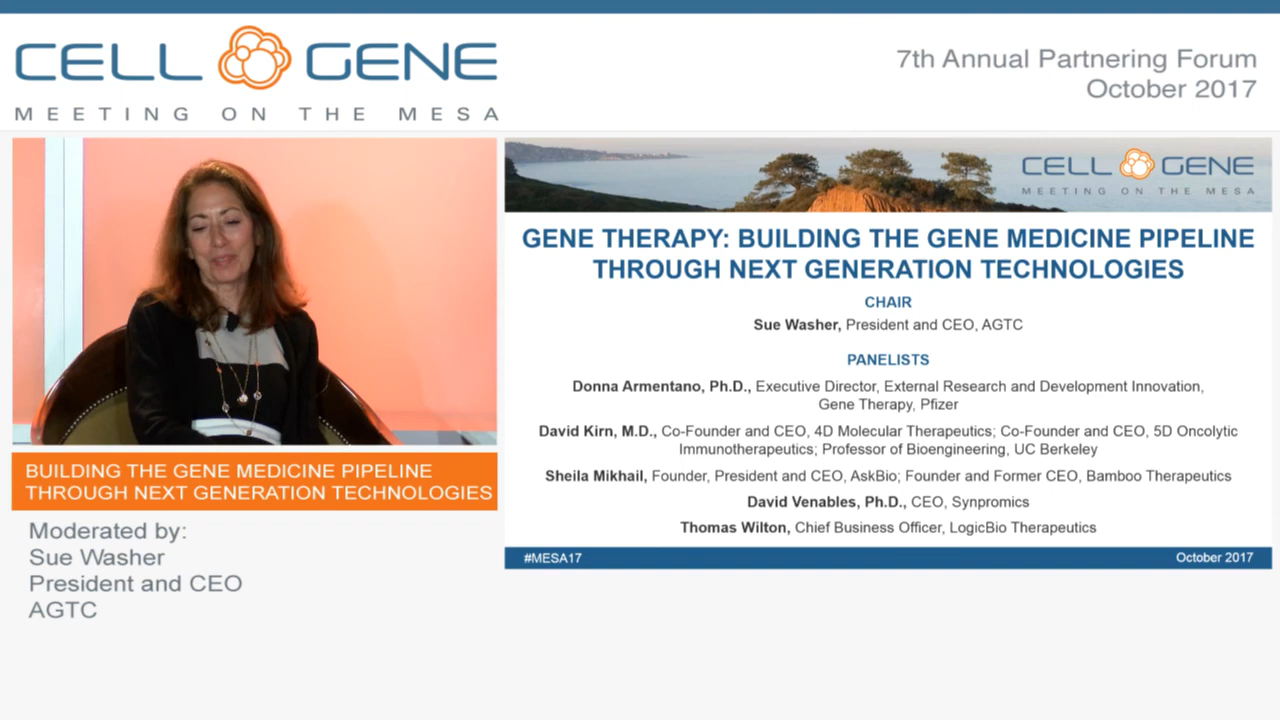 CELL GENE
MEETING ON THE MESA
7th Annual Partnering Forum
October 2017
CELL GENE
MEETING ON THE MESA
GENE THERAPY: BUILDING THE GENE MEDICINE PIPELINE
THROUGH NEXT GENERATION TECHNOLOGIES
CHAIR
Sue Washer, President and CEO, AGTC
PANELISTS
Donna Armentano, Ph.D., Executive Director, External Research and Development Innovation,
Gene Therapy, Pfizer
David Kirn, M.D., Co-Founder and CEO, 4D Molecular Therapeutics; Co-Founder and CEO, 5D Oncolytic
Immunotherapeutics; Professor of Bioengineering, UC Berkeley
Sheila Mikhail, Founder, President and CEO, AskBio; Founder and Former CEO, Bamboo Therapeutics
David Venables, Ph.D., CEO, Synpromics
Thomas Wilton, Chief Business Officer, LogicBio Therapeutics
#MESA17
October 2017
BUILDING THE GENE MEDICINE PIPELINE
THROUGH NEXT GENERATION TECHNOLOGIES
Moderated by:
Sue Washer
President and CEO
AGTC